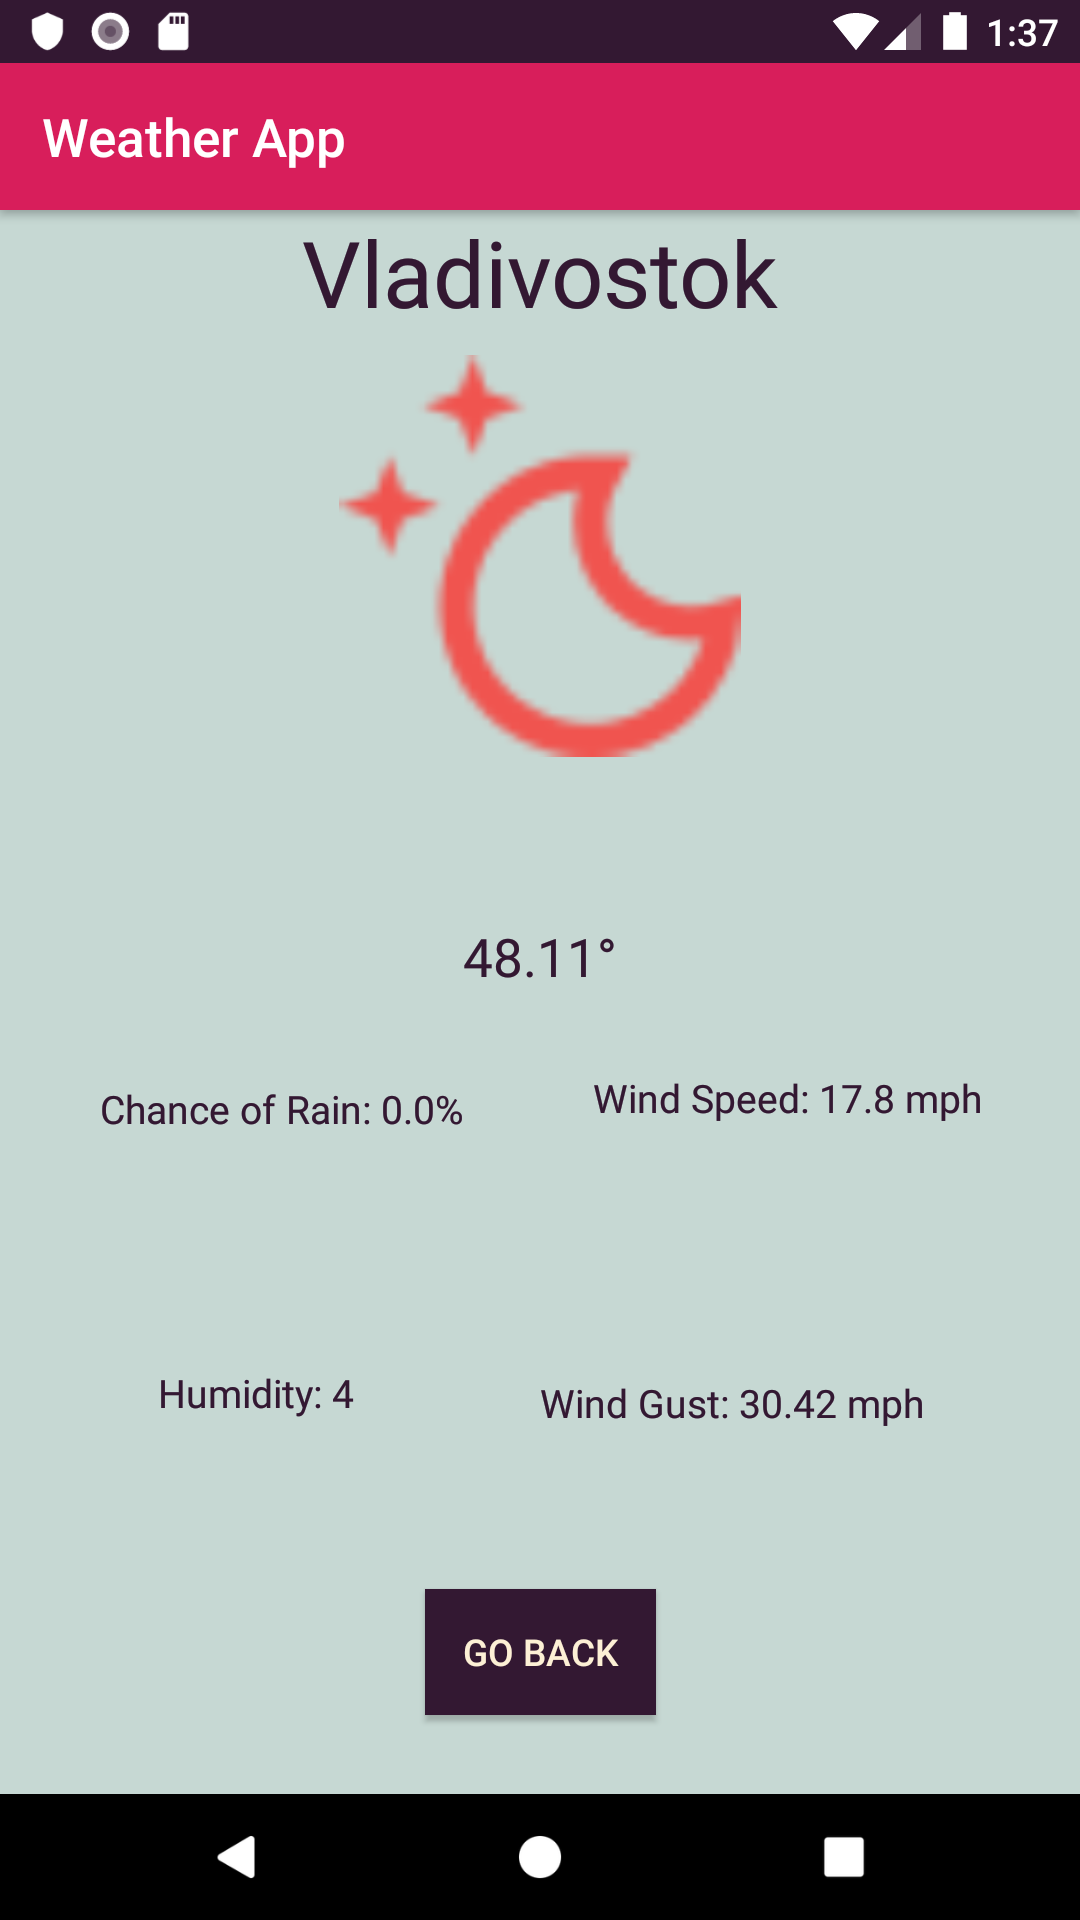 1:37
Weather App
Vladivostok
48.11°
Chance of Rain: 0.0%
Wind Speed: 17.8 mph
Humidity: 4
Wind Gust: 30.42 mph
GO BACK